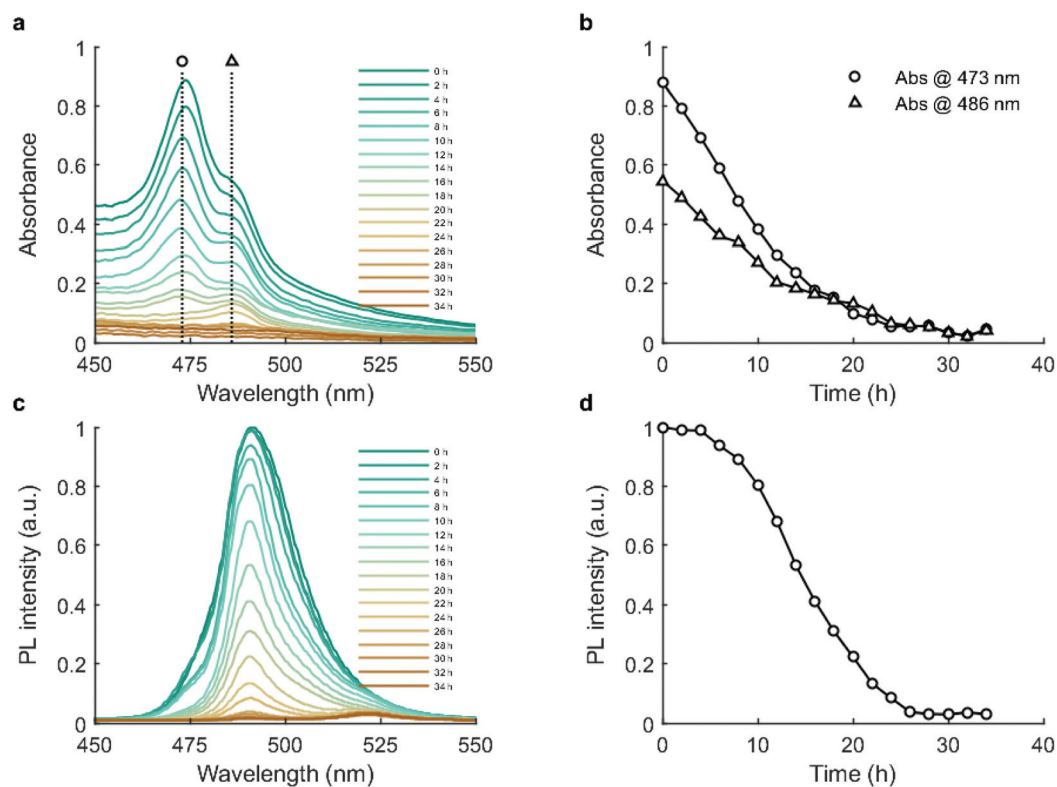 a
1
0.8
0.6
0.4
0.2
0
Absorbance
450
475
500
525
550
Wavelength (nm)
0 h
2 h
4 h
6 h
8 h
10 h
12 h
14 h
16 h
18 h
20 h
22 h
24 h
26 h
28 h
30 h
32 h
34 h
b
1
0.8
0.6
0.4
0.2
0
Absorbance
0
10
20
30
40
Time (h)
Abs @ 473 nm
Abs @ 486 nm
c
1
0.8
0.6
0.4
0.2
0
PL intensity (a.u.)
450
475
500
525
550
Wavelength (nm)
0 h
2 h
4 h
6 h
8 h
10 h
12 h
14 h
16 h
18 h
20 h
22 h
24 h
26 h
28 h
30 h
32 h
34 h
d
1
0.8
0.6
0.4
0.2
0
PL intensity (a.u.)
0
10
20
30
40
Time (h)